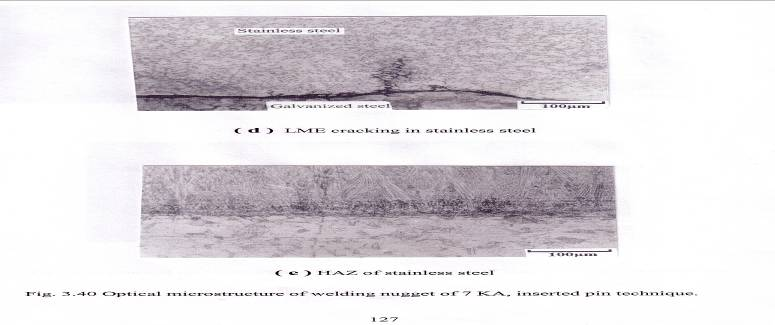 Stainless steel
Galvanized steel
100µm
( d ) LME cracking in stainless steel
100µm
( e ) HAZ of stainless steel
Fig. 3.40 Optical microstructure of welding nugget of 7 KA, inserted pin technique.
127